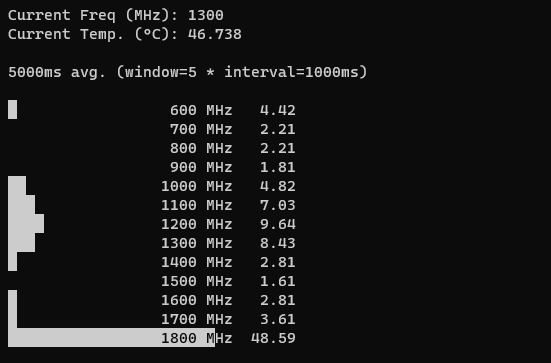 Current Freq (MHz): 1300
Current Temp. (°C): 46.738
5000ms avg. (window=5 * interval=1000ms)
600 MHz 4.42
700 MHz 2.21
800 MHz 2.21
900 MHz 1.81
1000 MHz 4.82
1100 MHz 7.03
1200 MHz 9.64
1300 MHz 8.43
1400 MHz 2.81
1500 MHz 1.61
1600 MHz 2.81
1700 MHz 3.61
1800 MHz 48.59